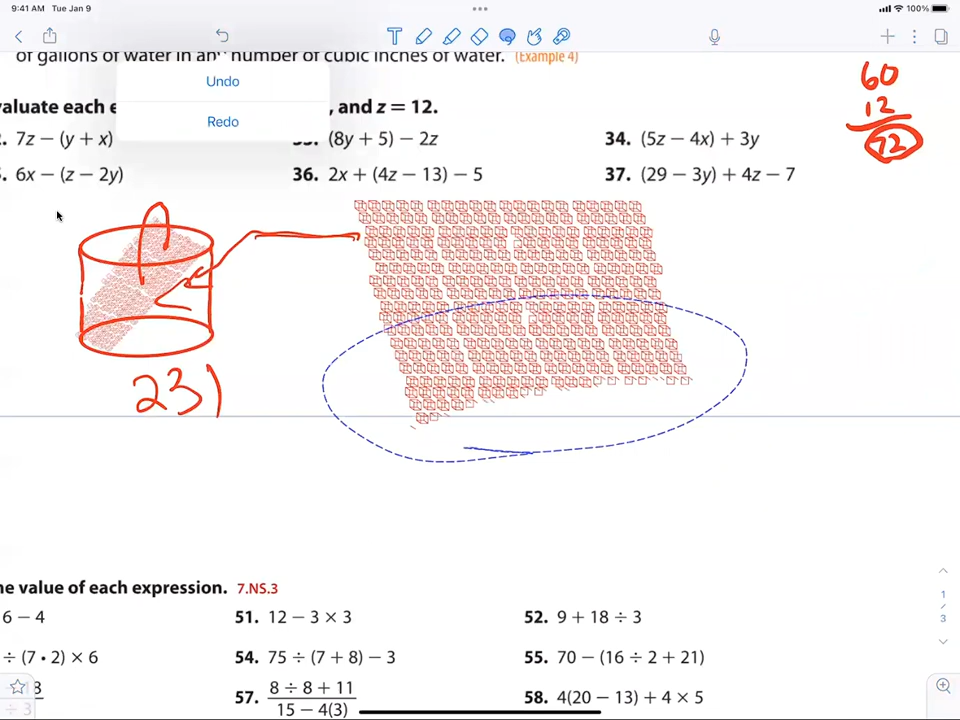 9:41 AM Tue Jan 9
100%
of gallons of water in any number of cubic inches of water. (Example 4)
Undo
Redo
valuate each e , and z = 12.
. 7z − (y + x)
(8y + 5) − 2z
34. (5z − 4x) + 3y
. 6x − (z − 2y)
36. 2x + (4z − 13) − 5
37. (29 − 3y) + 4z − 7
60
12
72
231
he value of each expression. 7.NS.3
6 − 4
51. 12 − 3 × 3
52. 9 + 18 ÷ 3
÷ (7 • 2) × 6
54. 75 ÷ (7 + 8) − 3
55. 70 − (16 ÷ 2 + 21)
÷ 3
57. 8 ÷ 8 + 11
15 − 4(3)
58. 4(20 − 13) + 4 × 5
1
/
3